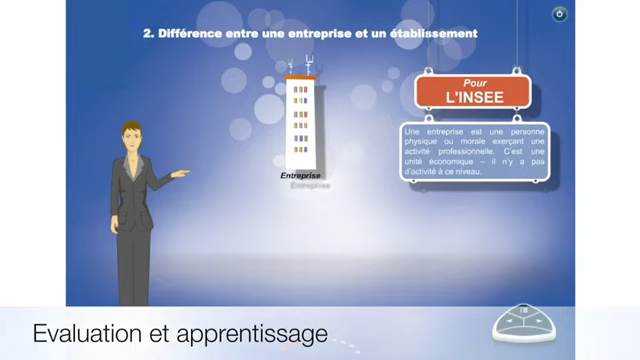 2. Différence entre une entreprise et un établissement
Pour
L'INSEE
Une entreprise est une personne
physique ou morale exerçant une
activité professionnelle. C'est une
unité économique – il n'y a pas
d'activité à ce niveau.
Entreprise
Entreprise
Evaluation et apprentissage